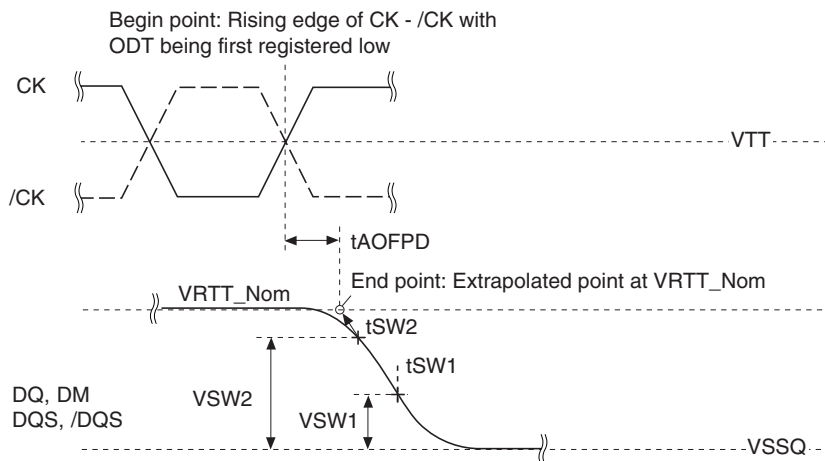 Begin point: Rising edge of CK - /CK with
ODT being first registered low
CK
VTT
/CK
tAOFPD
End point: Extrapolated point at VRTT_Nom
VRTT_Nom
tSW2
tSW1
DQ, DM
DQS, /DQS
VSW2
VSW1
VSSQ